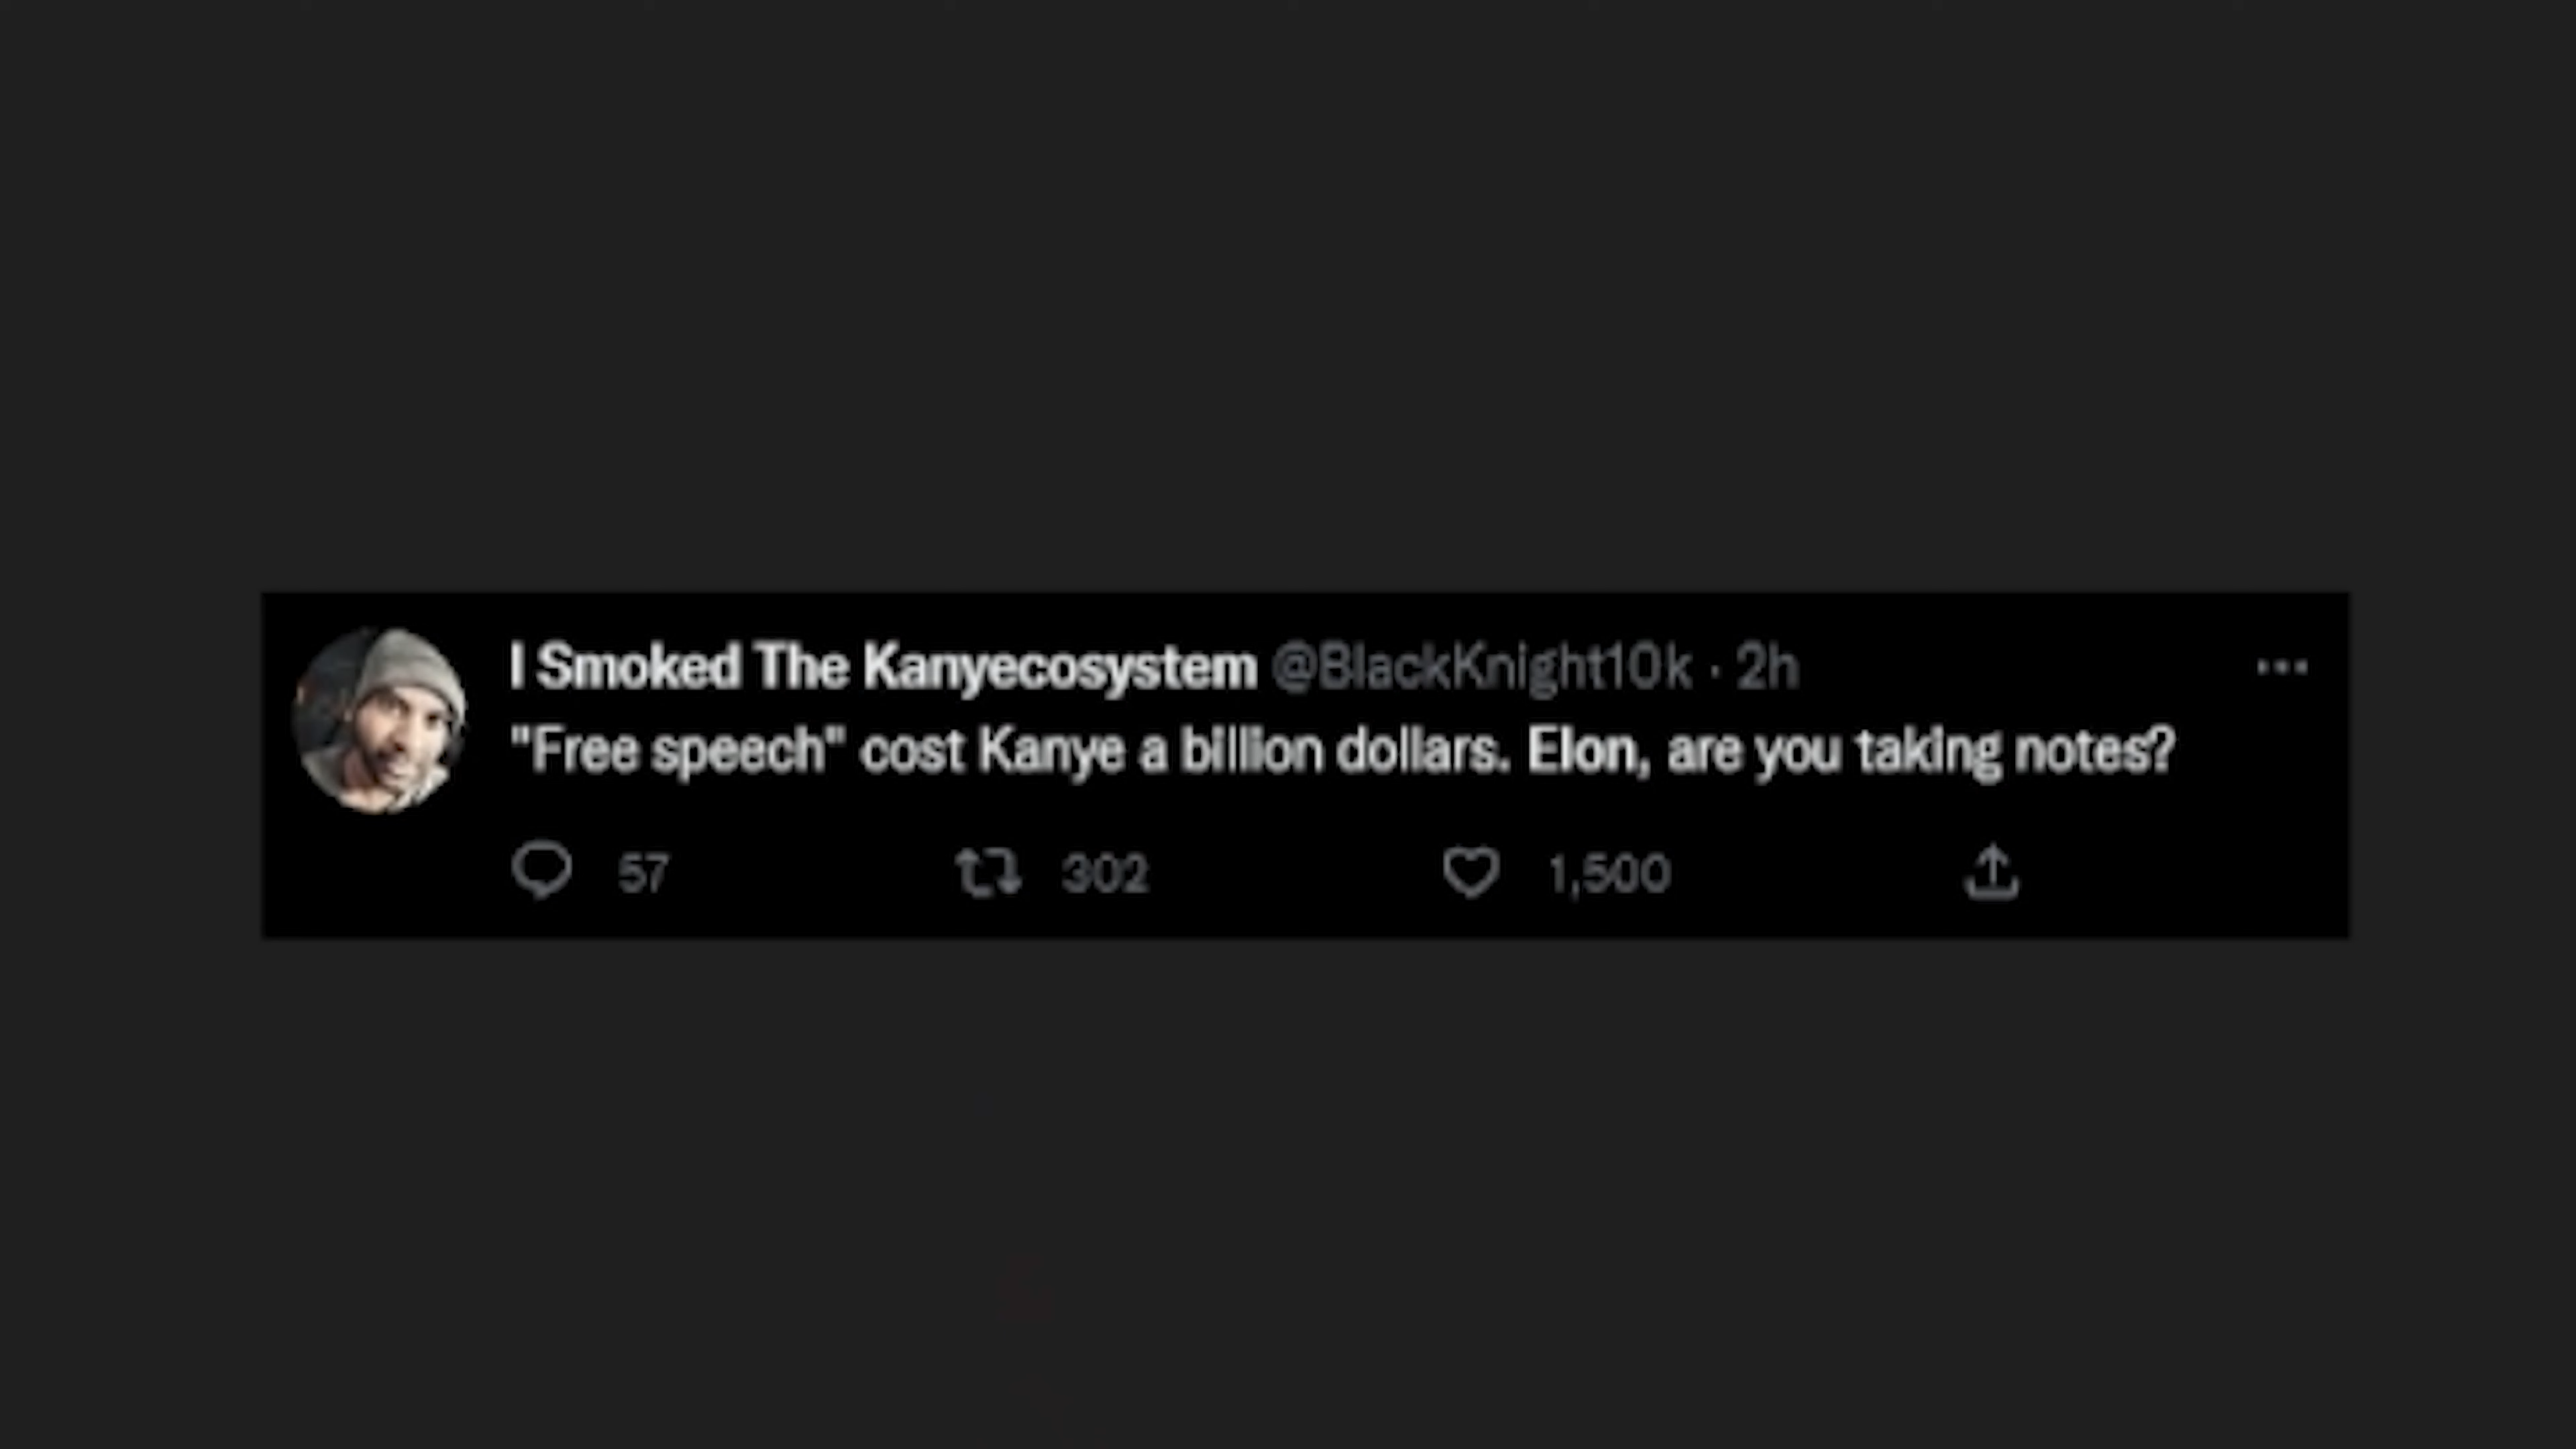 I Smoked The Kanyecosystem @BlackKnight10k · 2h
"Free speech" cost Kanye a billion dollars. Elon, are you taking notes?
57 302 1,500